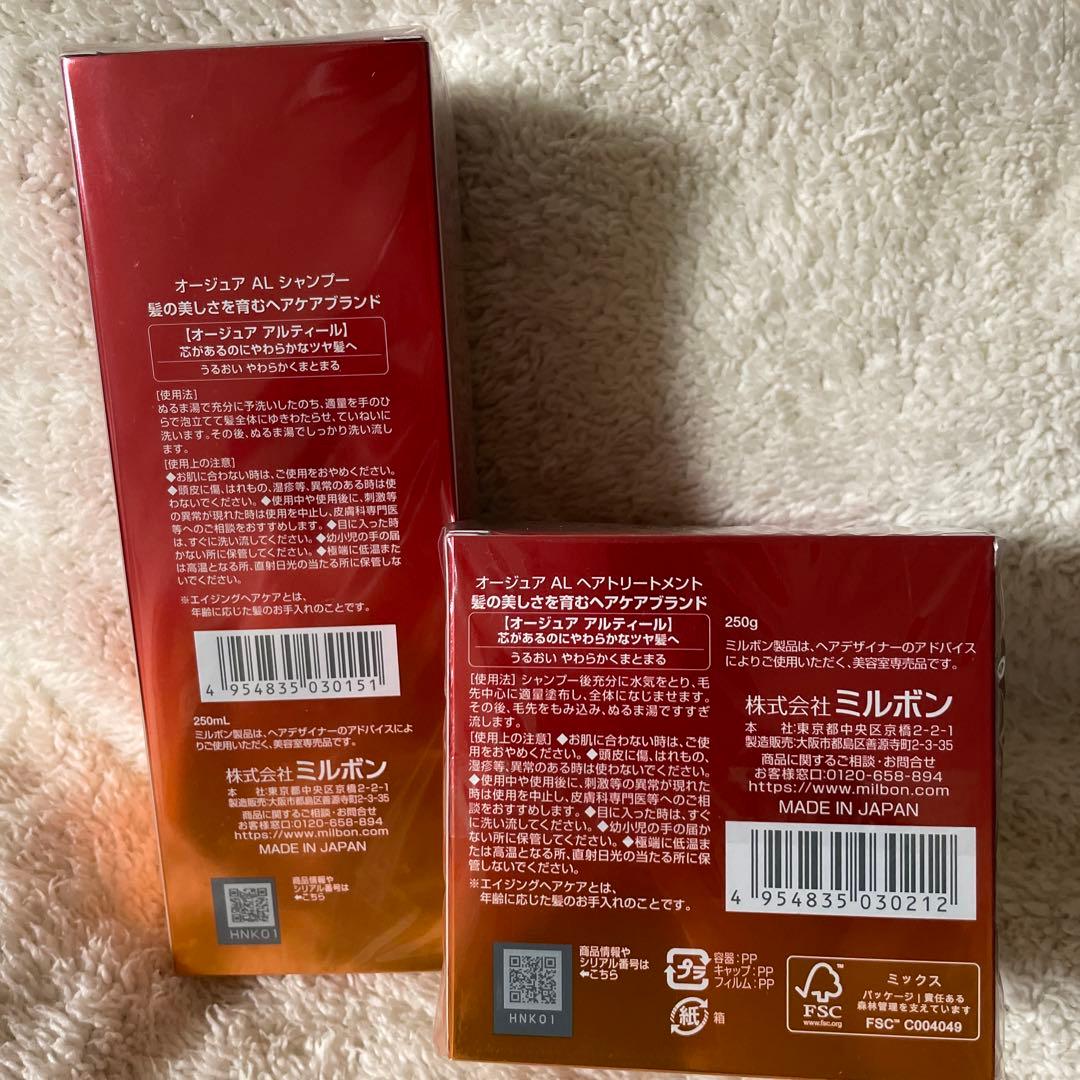 オージュア AL シャンプー
髪の美しさを育むヘアケアブランド
【オージュア アルティール】
芯があるのにやわらかなツヤ髪へ
うるおい やわらかくまとまる
[使用法]
ぬるま湯で充分に予洗いしたのち、適量を手のひ
らで泡立てて髪全体にゆきわたらせ、ていねいに
洗います。その後、ぬるま湯でしっかり洗い流し
ます。
[使用上の注意]
◆お肌に合わない時は、ご使用をおやめください。
◆頭皮に傷、はれもの、湿疹等、異常のある時は使
わないでください。◆使用中や使用後に、刺激等
の異常が現れた時は使用を中止し、皮膚科専門医
等へのご相談をおすすめします。◆目に入った時
は、すぐに洗い流してください。◆幼小児の手の届
かない所に保管してください。◆極端に低温また
は高温となる所、直射日光の当たる所に保管しな
いでください。
※エイジングヘアケアとは、
年齢に応じた髪のお手入れのことです。
4 954835 030151
250mL
ミルボン製品は、ヘアデザイナーのアドバイスによ
りご使用いただく、美容室専売品です。
株式会社 ミルボン
本 社:東京都中央区京橋2-2-1
製造販売:大阪市都島区善源寺町2-3-35
商品に関するご相談・お問合せ
お客様窓口:0120-658-894
https://www.milbon.com
MADE IN JAPAN
商品情報や
シリアル番号は
⇦こちら
HNK01
オージュア AL ヘアトリートメント
髪の美しさを育むヘアケアブランド
【オージュア アルティール】
芯があるのにやわらかなツヤ髪へ
うるおい やわらかくまとまる
[使用法] シャンプー後充分に水気をとり、毛
先中心に適量塗布し、全体になじませます。
その後、毛先をもみ込み、ぬるま湯ですすぎ
流します。
[使用上の注意] ◆お肌に合わない時は、ご使
用をおやめください。◆頭皮に傷、はれもの、
湿疹等、異常のある時は使わないでください。
◆使用中や使用後に、刺激等の異常が現れた
時は使用を中止し、皮膚科専門医等へのご相
談をおすすめします。◆目に入った時は、すぐ
に洗い流してください。◆幼小児の手の届か
ない所に保管してください。◆極端に低温ま
たは高温となる所、直射日光の当たる所に保
管しないでください。
※エイジングヘアケアとは、
年齢に応じた髪のお手入れのことです。
商品情報や
シリアル番号は
⇦こちら
HNK01
250g
ミルボン製品は、ヘアデザイナーのアドバイス
によりご使用いただく、美容室専売品です。
株式会社 ミルボン
本 社:東京都中央区京橋2-2-1
製造販売:大阪市都島区善源寺町2-3-35
商品に関するご相談・お問合せ
お客様窓口:0120-658-894
https://www.milbon.com
MADE IN JAPAN
4 954835 030212
プラ
容器:PP
キャップ:PP
フィルム:PP
紙
箱
FSC
www.fsc.org
ミックス
パッケージ | 責任ある
森林管理を支えています
FSC™ C004049